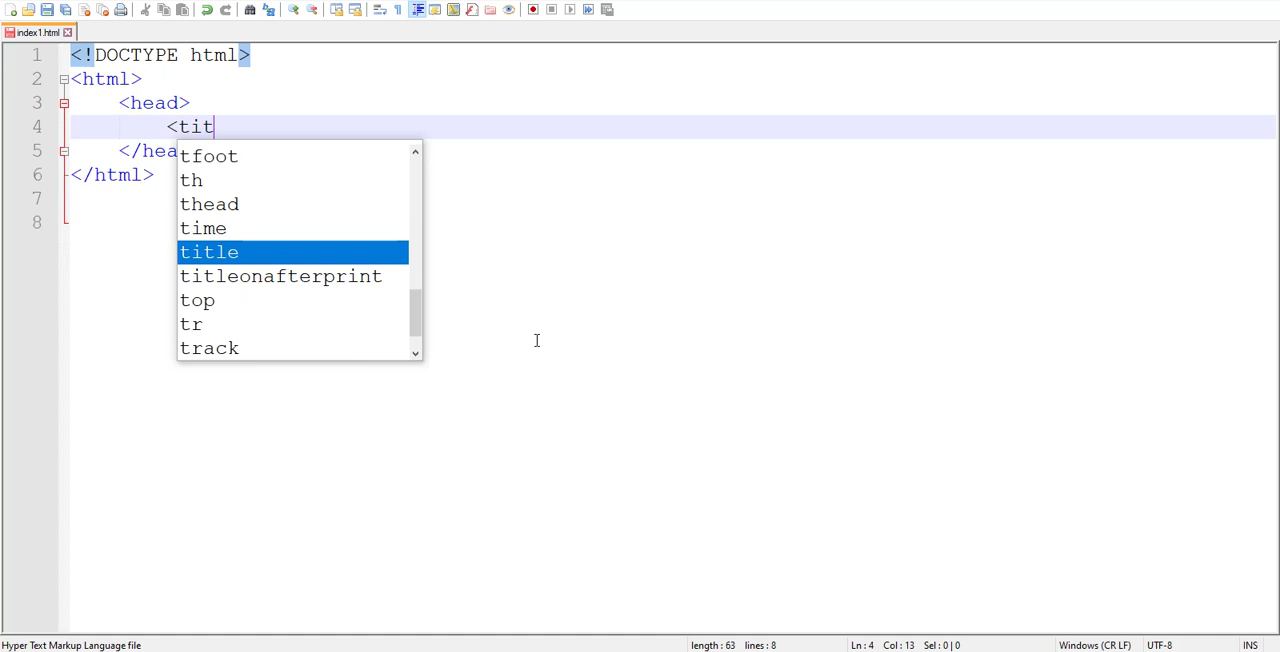 index1.html
1 <!DOCTYPE html>
2 <html>
3 <head>
4 <tit
5 </hea
6 </html>
7
8
tfoot
th
thead
time
title
titleonafterprint
top
tr
track
Hyper Text Markup Language file length : 63 lines : 8 Ln : 4 Col : 13 Sel : 0 | 0 Windows (CR LF) UTF-8 INS